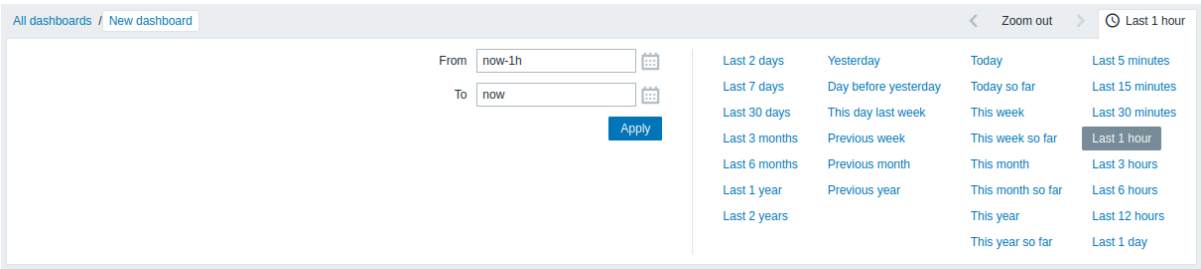 All dashboards / New dashboard Zoom out Last 1 hour
From now-1h
To now
Apply
Last 2 days Yesterday Today Last 5 minutes
Last 7 days Day before yesterday Today so far Last 15 minutes
Last 30 days This day last week This week Last 30 minutes
Last 3 months Previous week This week so far Last 1 hour
Last 6 months Previous month This month Last 3 hours
Last 1 year Previous year This month so far Last 6 hours
Last 2 years This year Last 12 hours
This year so far Last 1 day